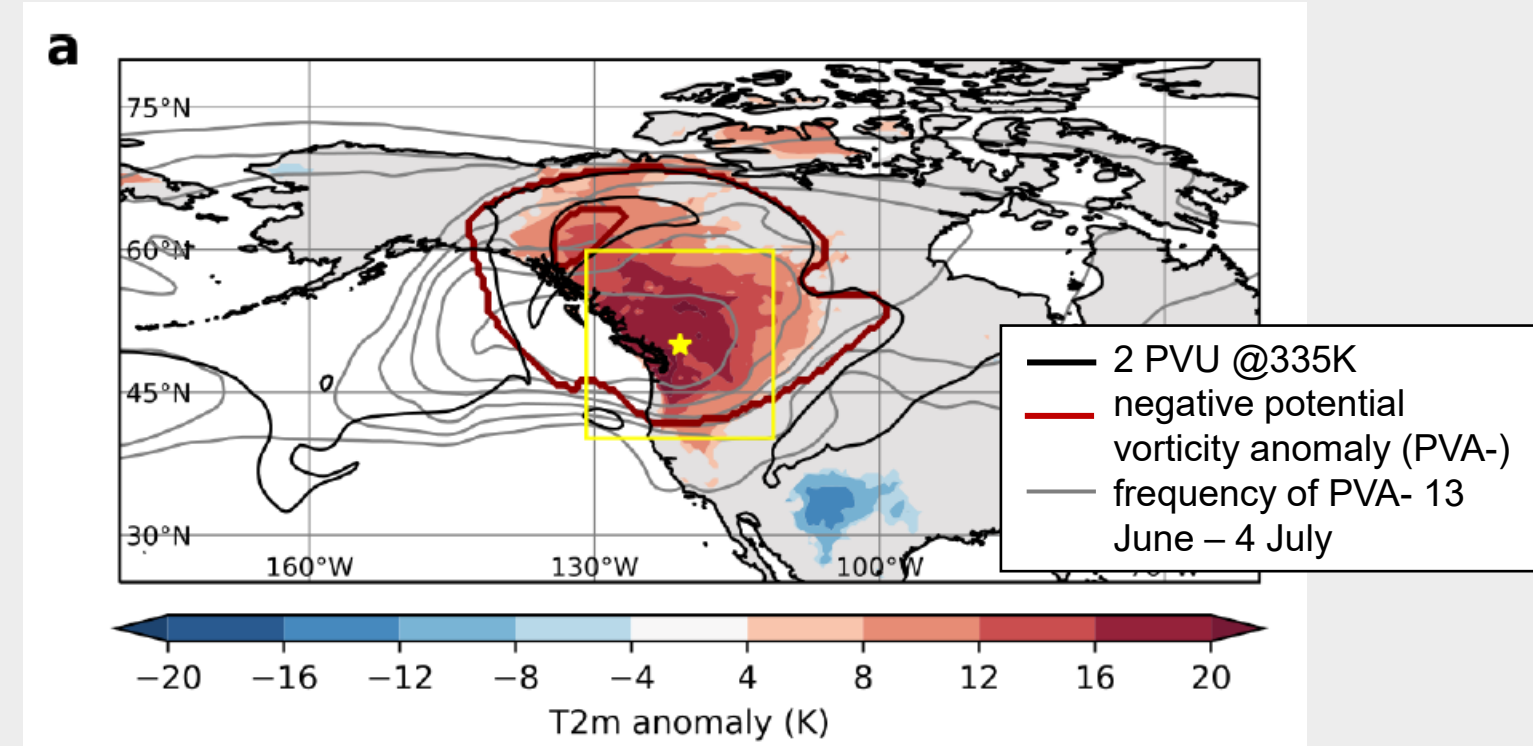 a
75°N
60°N
45°N
30°N
160°W
130°W
100°W
2 PVU @335K
negative potential
vorticity anomaly (PVA-)
frequency of PVA- 13
June – 4 July
−20 −16 −12 −8 −4 4 8 12 16 20
T2m anomaly (K)